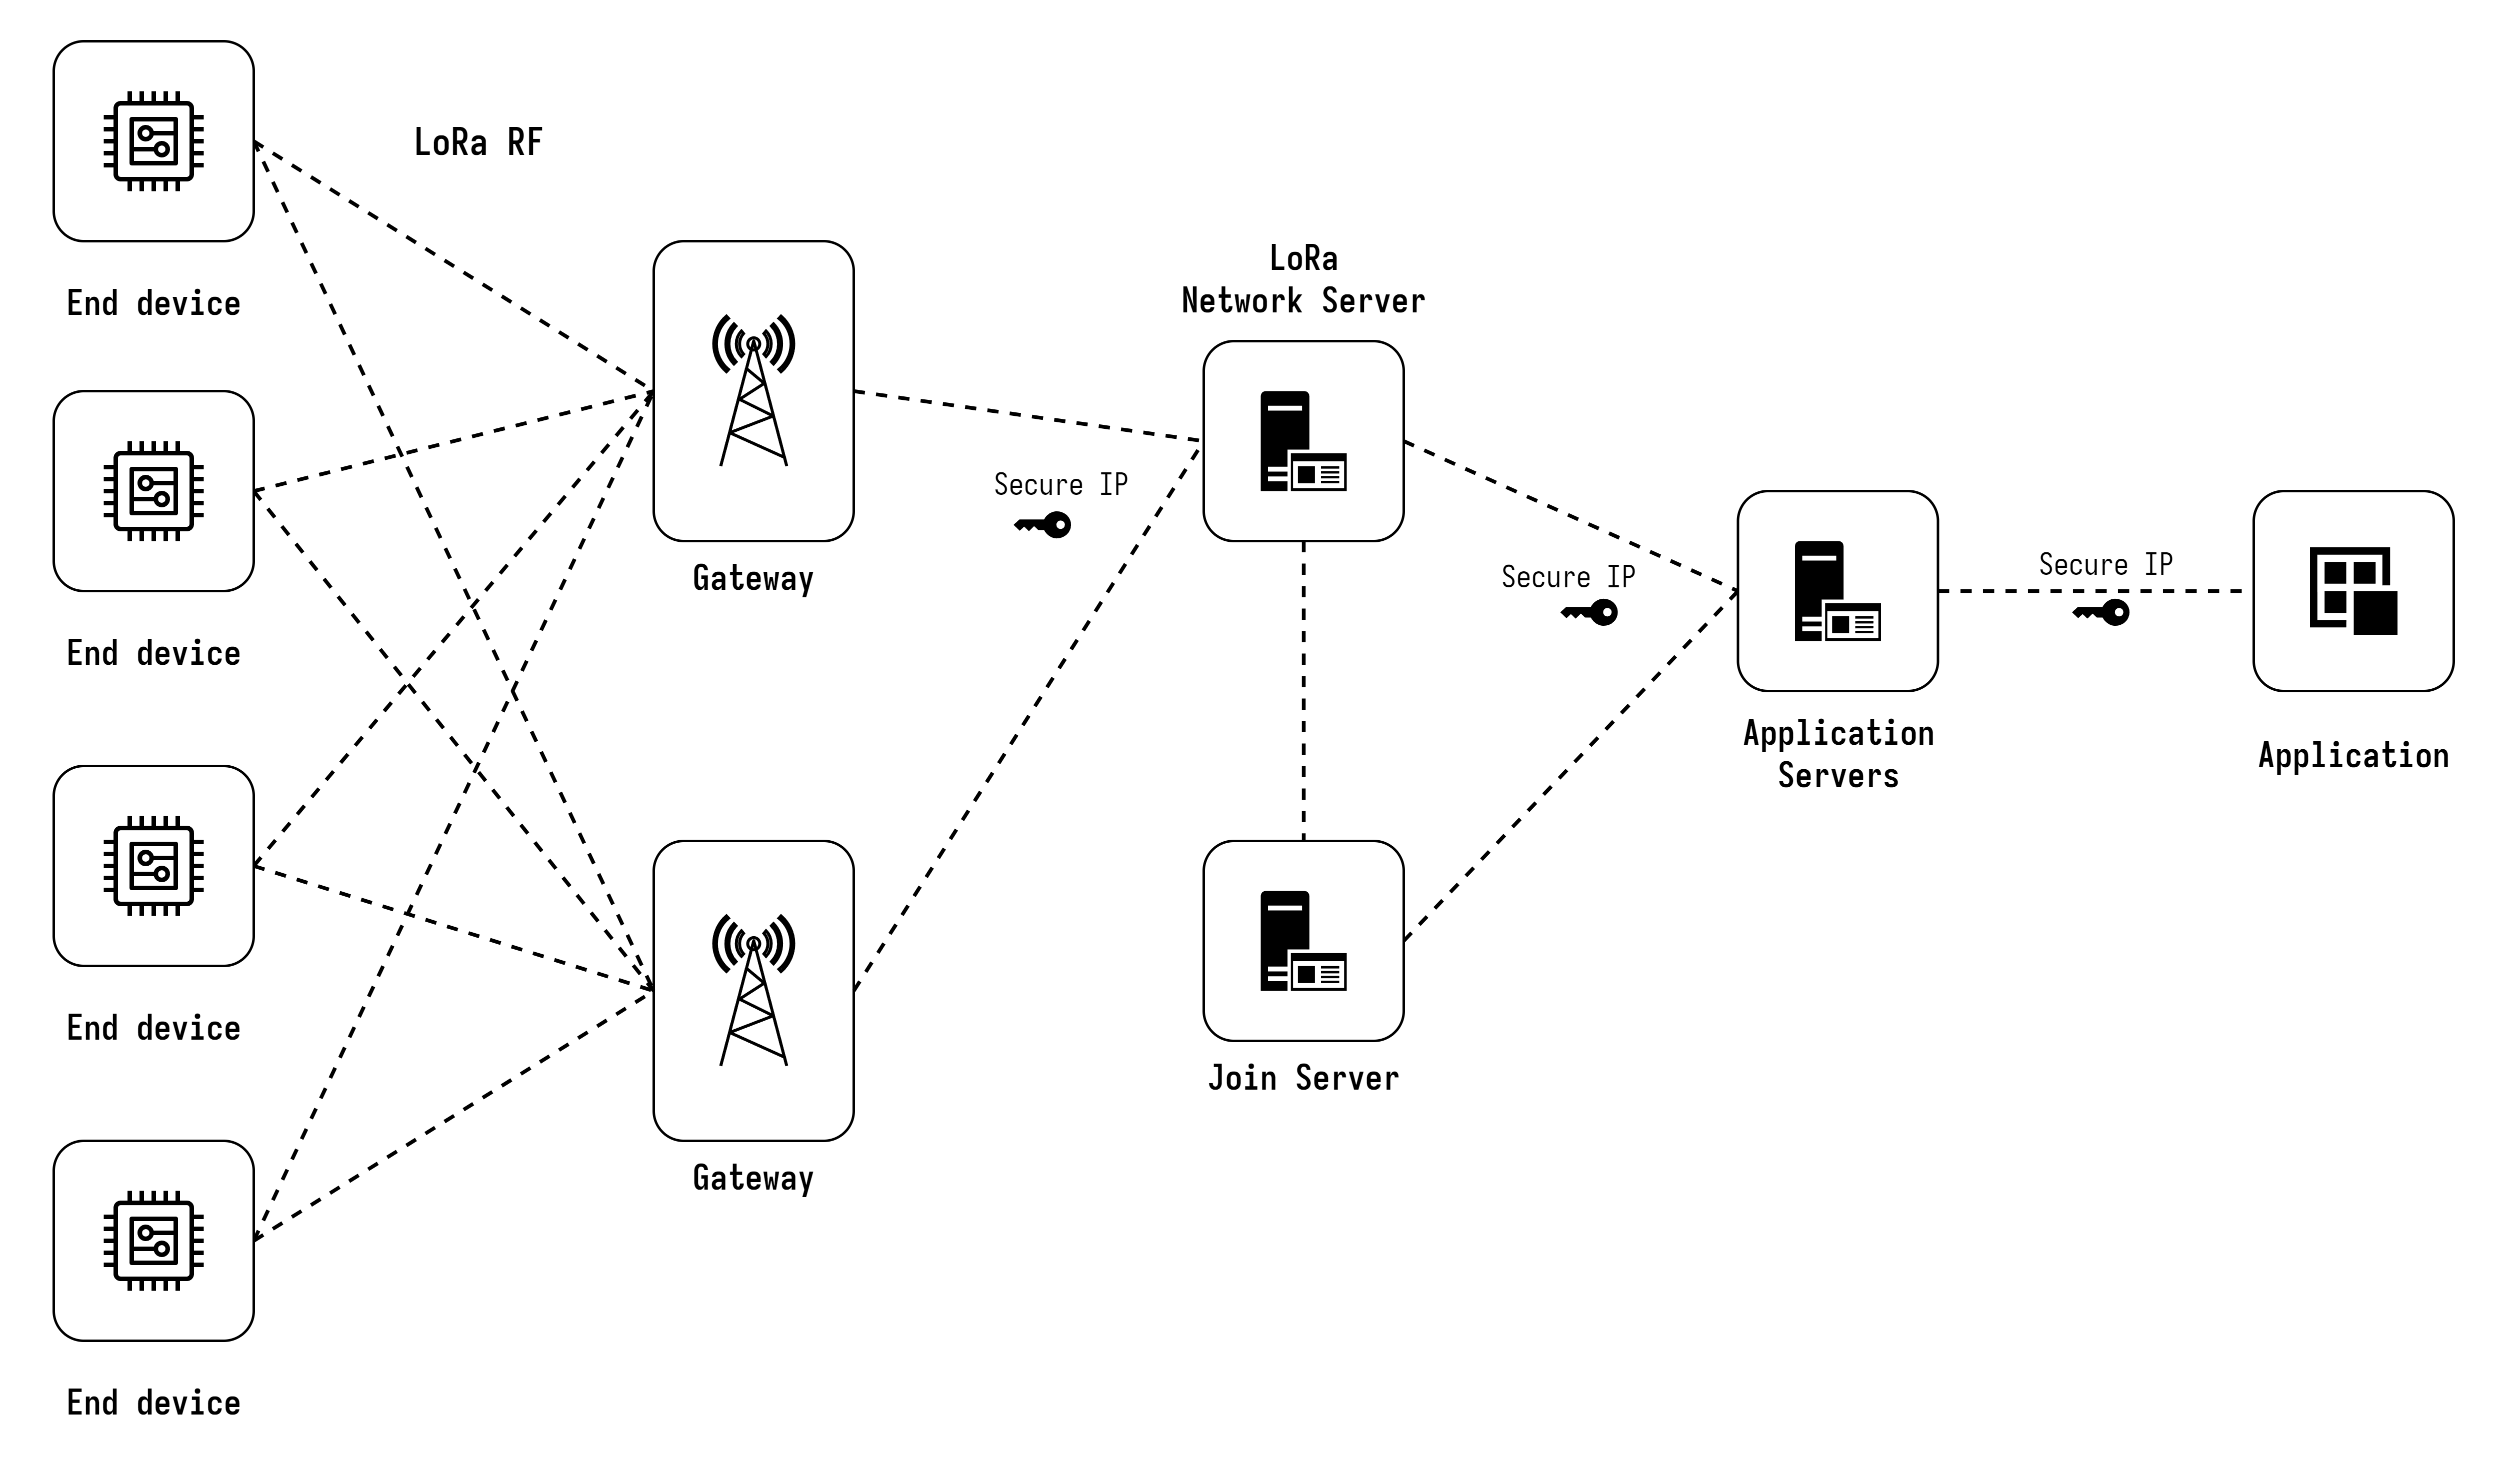 LoRa RF
End device
End device
End device
End device
Gateway
Gateway
LoRa
Network Server
Secure IP
Join Server
Secure IP
Application
Servers
Secure IP
Application